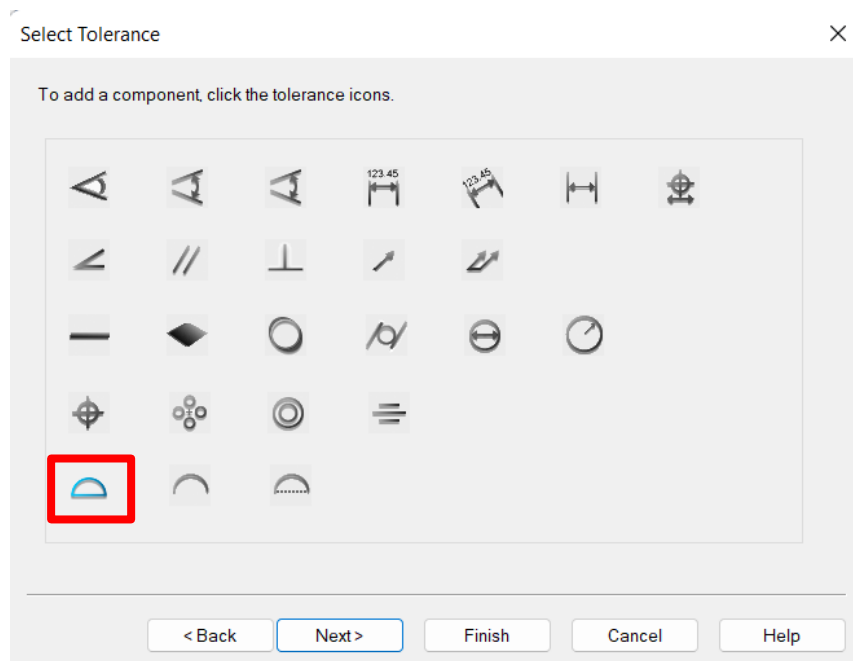 Select Tolerance
To add a component, click the tolerance icons.
123.45
123.45
< Back
Next >
Finish
Cancel
Help